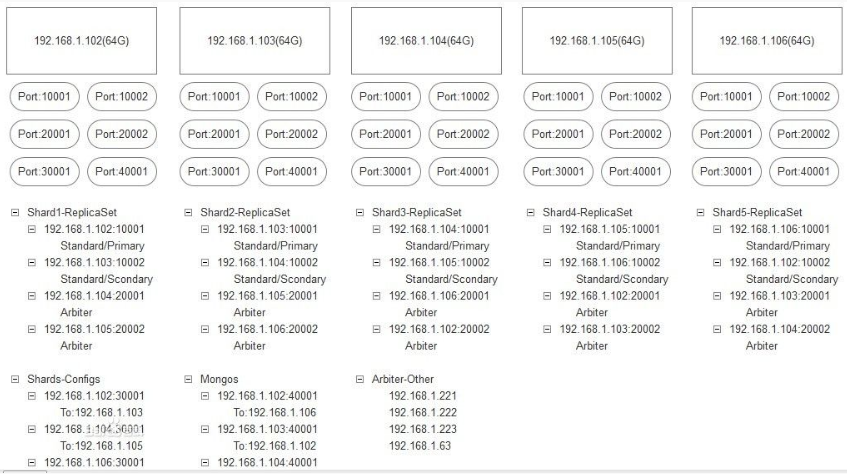 192.168.1.102(64G)
192.168.1.103(64G)
192.168.1.104(64G)
192.168.1.105(64G)
192.168.1.106(64G)
Port:10001 Port:10002
Port:10001 Port:10002
Port:10001 Port:10002
Port:10001 Port:10002
Port:10001 Port:10002
Port:20001 Port:20002
Port:20001 Port:20002
Port:20001 Port:20002
Port:20001 Port:20002
Port:20001 Port:20002
Port:30001 Port:40001
Port:30001 Port:40001
Port:30001 Port:40001
Port:30001 Port:40001
Port:30001 Port:40001
Shard1-ReplicaSet
192.168.1.102:10001
Standard/Primary
192.168.1.103:10002
Standard/Scondary
192.168.1.104:20001
Arbiter
192.168.1.105:20002
Arbiter
Shard2-ReplicaSet
192.168.1.103:10001
Standard/Primary
192.168.1.104:10002
Standard/Scondary
192.168.1.105:20001
Arbiter
192.168.1.106:20002
Arbiter
Shard3-ReplicaSet
192.168.1.104:10001
Standard/Primary
192.168.1.105:10002
Standard/Scondary
192.168.1.106:20001
Arbiter
192.168.1.102:20002
Arbiter
Shard4-ReplicaSet
192.168.1.105:10001
Standard/Primary
192.168.1.106:10002
Standard/Scondary
192.168.1.102:20001
Arbiter
192.168.1.103:20002
Arbiter
Shard5-ReplicaSet
192.168.1.106:10001
Standard/Primary
192.168.1.102:10002
Standard/Scondary
192.168.1.103:20001
Arbiter
192.168.1.104:20002
Arbiter
Shards-Configs
192.168.1.102:30001
To:192.168.1.103
192.168.1.104:30001
To:192.168.1.105
192.168.1.106:30001
Mongos
192.168.1.102:40001
To:192.168.1.106
192.168.1.103:40001
To:192.168.1.102
192.168.1.104:40001
Arbiter-Other
192.168.1.221
192.168.1.222
192.168.1.223
192.168.1.63